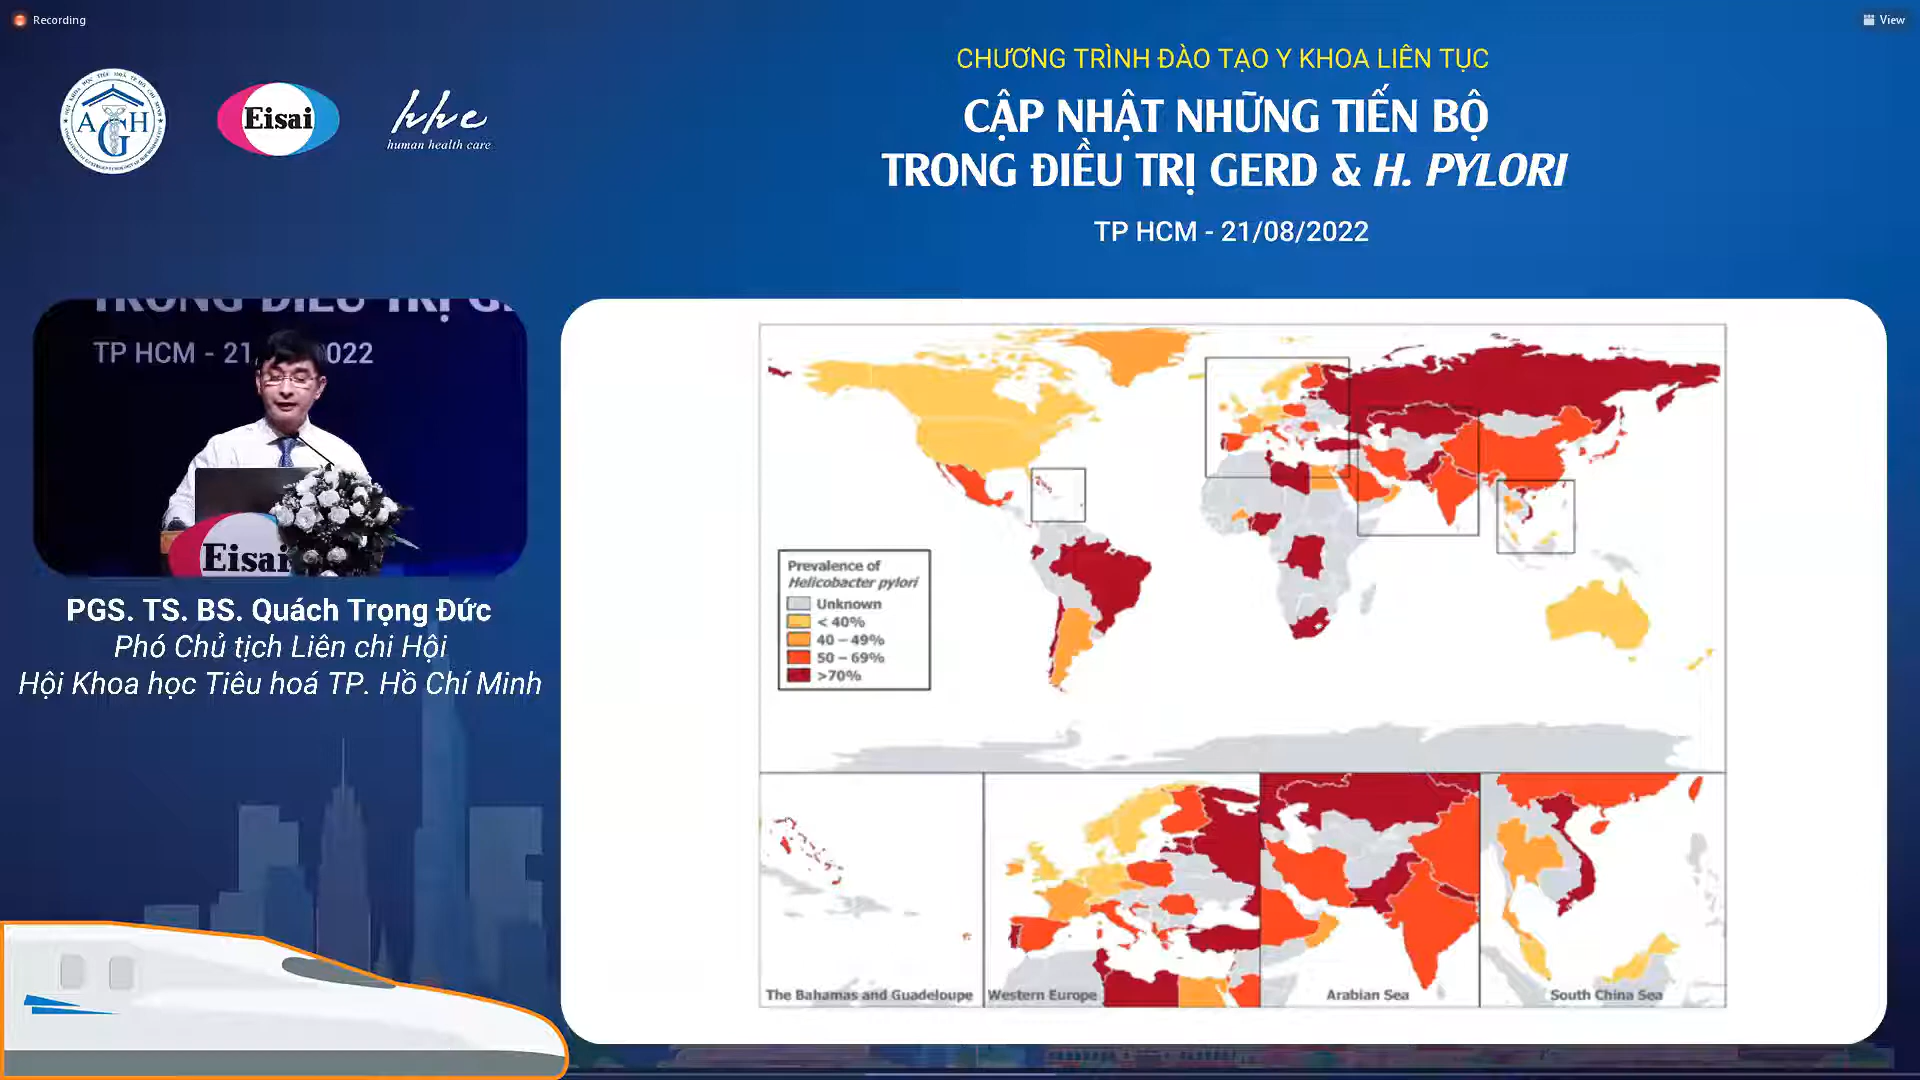 Recording
View
CHƯƠNG TRÌNH ĐÀO TẠO Y KHOA LIÊN TỤC
CẬP NHẬT NHỮNG TIẾN BỘ
TRONG ĐIỀU TRỊ GERD & H. PYLORI
TP HCM - 21/08/2022
AGH
Eisai
hhc
human health care
TP HCM - 21/ 022
Eisai
PGS. TS. BS. Quách Trọng Đức
Phó Chủ tịch Liên chi Hội
Hội Khoa học Tiêu hoá TP. Hồ Chí Minh
Prevalence of
Helicobacter pylori
Unknown
< 40%
40 – 49%
50 – 69%
>70%
The Bahamas and Guadeloupe
Western Europe
Arabian Sea
South China Sea